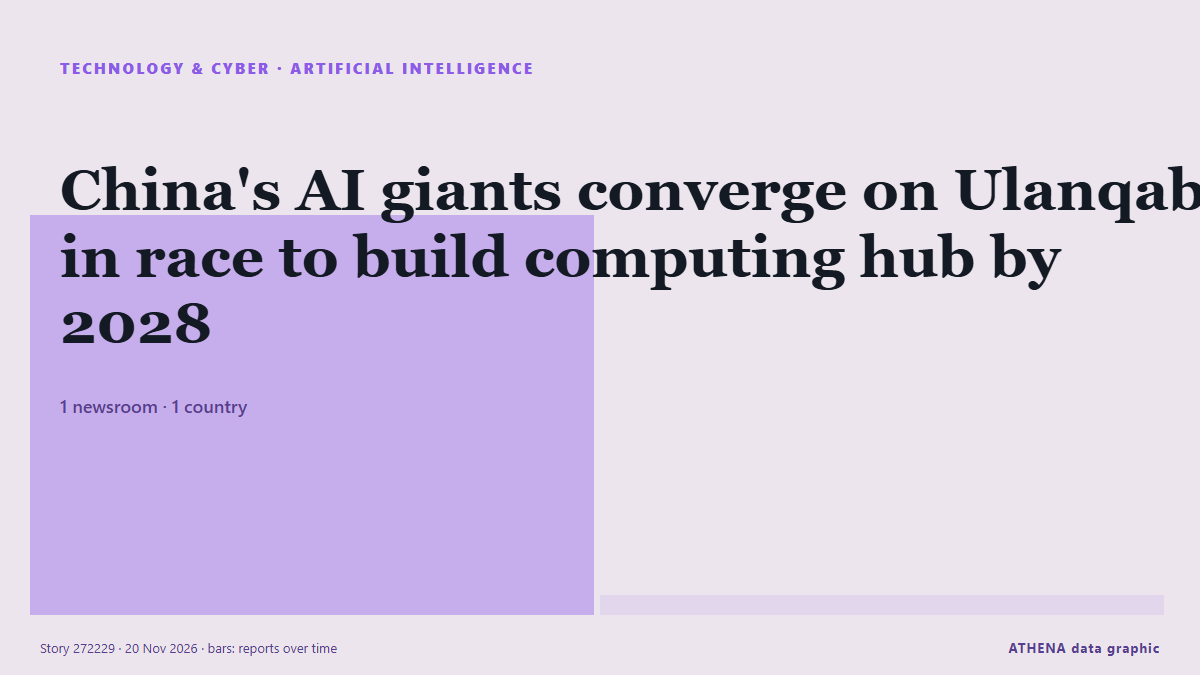 TECHNOLOGY & CYBER · ARTIFICIAL INTELLIGENCE
China's AI giants converge on Ulanqab
in race to build computing hub by
2028
1 newsroom · 1 country
Story 272229 · 20 Nov 2026 · bars: reports over time
ATHENA data graphic